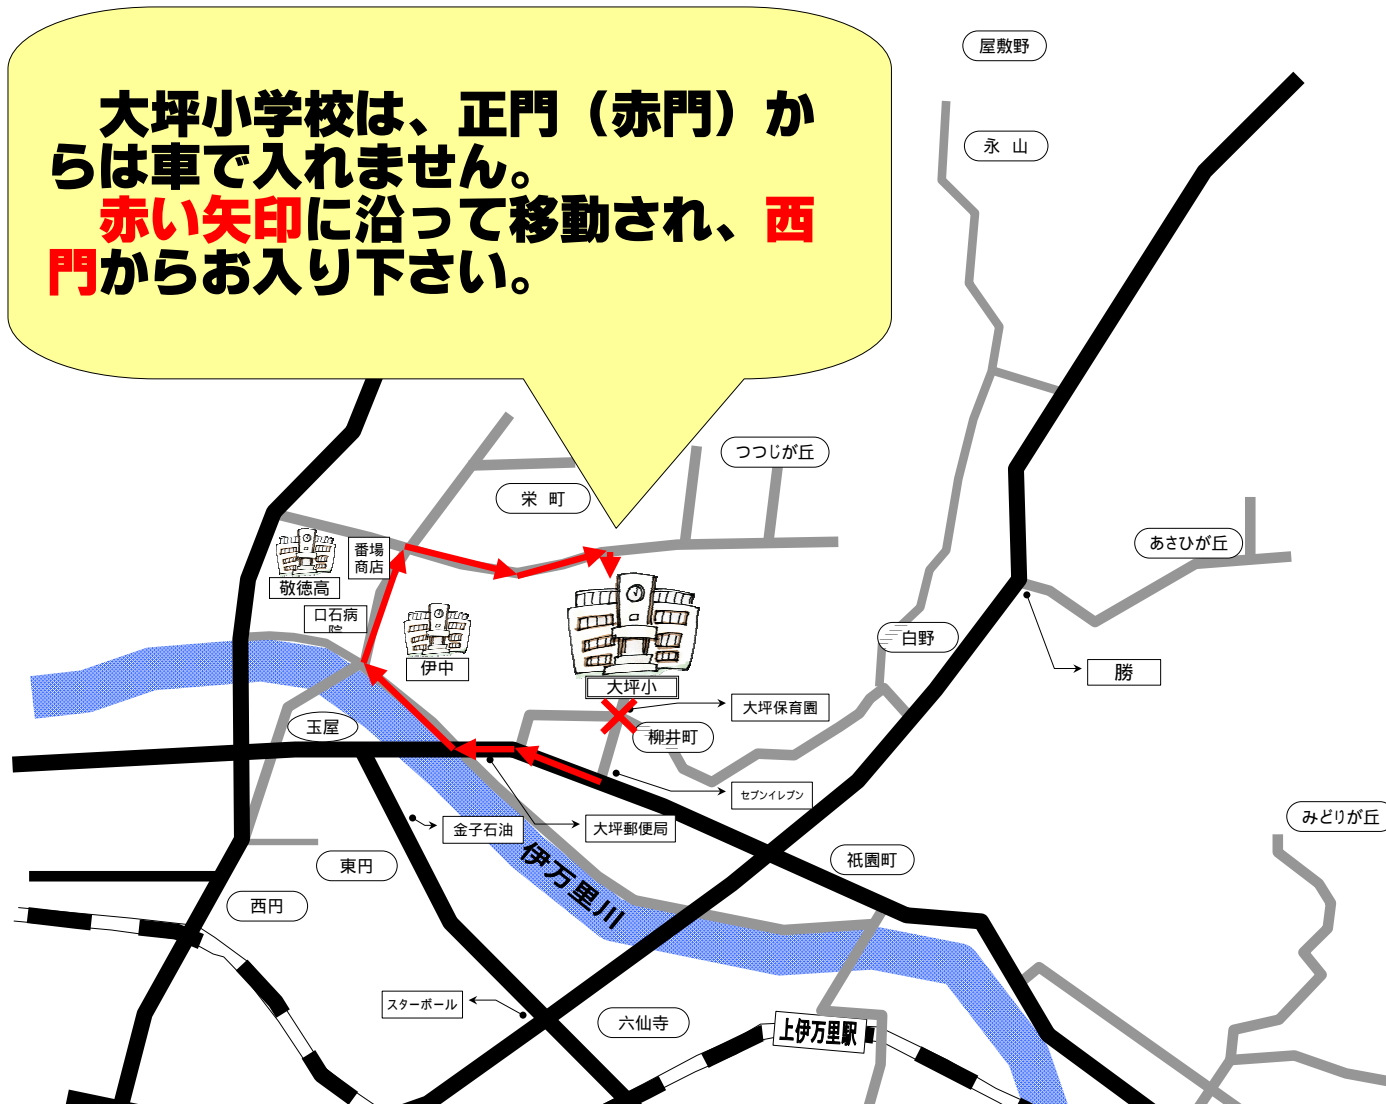 大坪小学校は、正門（赤門）か
らは車で入れません。
赤い矢印に沿って移動され、西
門からお入り下さい。
屋敷野
永 山
つつじが丘
栄 町
番場
商店
敬徳高
口石病
院
伊中
あさひが丘
白野
勝
大坪小
大坪保育園
柳井町
玉屋
セブンイレブン
金子石油
大坪郵便局
みどりが丘
伊万里川
祇園町
東円
西円
スターボール
六仙寺
上伊万里駅